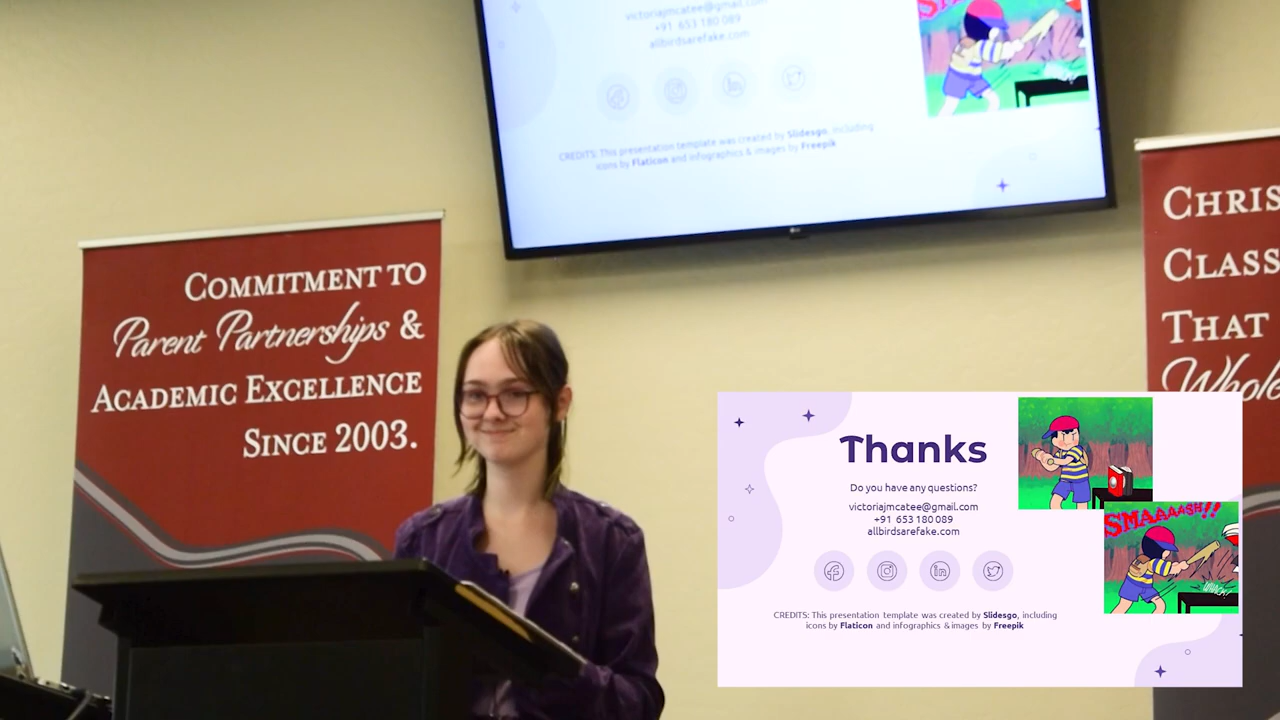 victoriajmcatee@gmail.com
+91 653 180 089
allbirdsarefake.com
CREDITS: This presentation template was created by Slidesgo, including
icons by Flaticon and infographics & images by Freepik
LG
COMMITMENT TO
Parent Partnerships &
ACADEMIC EXCELLENCE
SINCE 2003.
CHRIS
CLASS
THAT
Whole
Thanks
Do you have any questions?
victoriajmcatee@gmail.com
+91 653 180 089
allbirdsarefake.com
SMAAAASH!!
WHACK!
CREDITS: This presentation template was created by Slidesgo, including
icons by Flaticon and infographics & images by Freepik